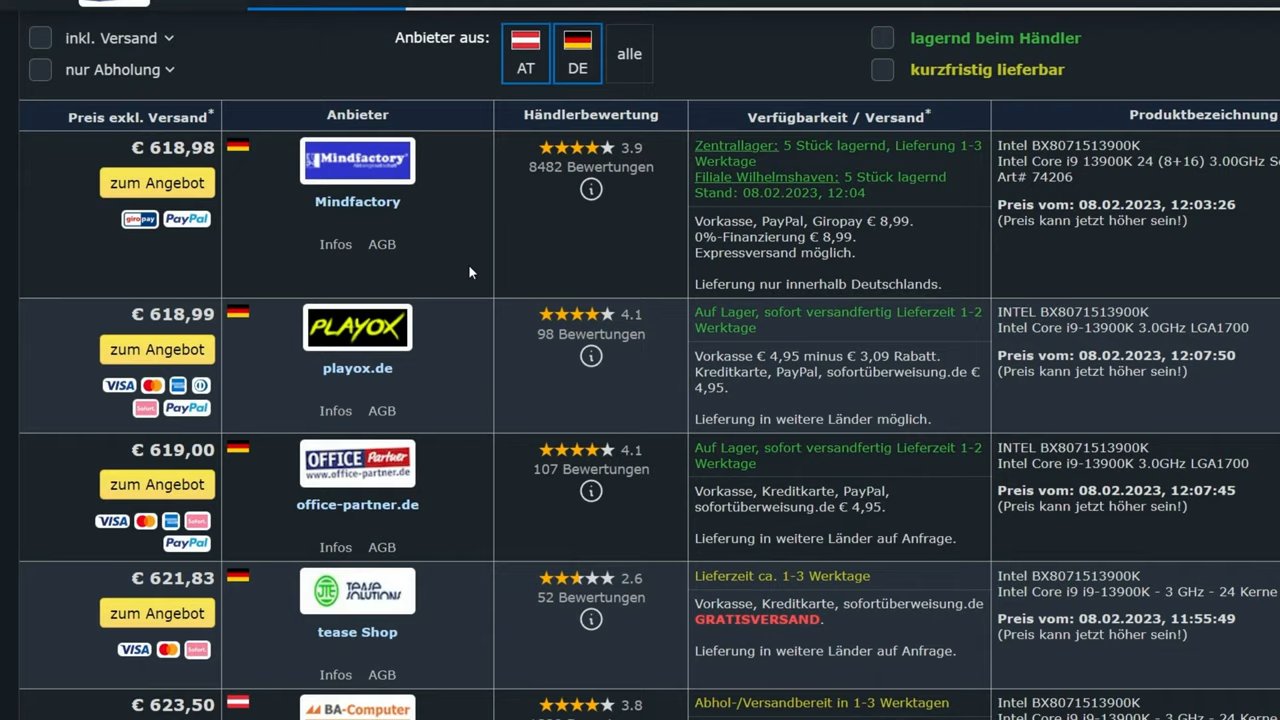 inkl. Versand
nur Abholung
Anbieter aus:
AT
DE
alle
lagernd beim Händler
kurzfristig lieferbar
Preis exkl. Versand*
Anbieter
Händlerbewertung
Verfügbarkeit / Versand*
Produktbezeichnung
€ 618,98
zum Angebot
giropay PayPal
Mindfactory
Mindfactory
Infos AGB
3.9
8482 Bewertungen
Zentrallager: 5 Stück lagernd, Lieferung 1-3
Werktage
Filiale Wilhelmshaven: 5 Stück lagernd
Stand: 08.02.2023, 12:04
Vorkasse, PayPal, Giropay € 8,99.
0%-Finanzierung € 8,99.
Expressversand möglich.
Lieferung nur innerhalb Deutschlands.
Intel BX8071513900K
Intel Core i9 13900K 24 (8+16) 3.00GHz S
Art# 74206
Preis vom: 08.02.2023, 12:03:26
(Preis kann jetzt höher sein!)
€ 618,99
zum Angebot
VISA
Sofort. PayPal
PLAYOX
playox.de
Infos AGB
4.1
98 Bewertungen
Auf Lager, sofort versandfertig Lieferzeit 1-2
Werktage
Vorkasse € 4,95 minus € 3,09 Rabatt.
Kreditkarte, PayPal, sofortüberweisung.de €
4,95.
Lieferung in weitere Länder möglich.
INTEL BX8071513900K
Intel Core i9-13900K 3.0GHz LGA1700
Preis vom: 08.02.2023, 12:07:50
(Preis kann jetzt höher sein!)
€ 619,00
zum Angebot
VISA Sofort.
PayPal
OFFICE Partner
www.office-partner.de
office-partner.de
Infos AGB
4.1
107 Bewertungen
Auf Lager, sofort versandfertig Lieferzeit 1-2
Werktage
Vorkasse, Kreditkarte, PayPal,
sofortüberweisung.de € 4,95.
Lieferung in weitere Länder auf Anfrage.
INTEL BX8071513900K
Intel Core i9-13900K 3.0GHz LGA1700
Preis vom: 08.02.2023, 12:07:45
(Preis kann jetzt höher sein!)
€ 621,83
zum Angebot
VISA Sofort.
TEASE
SOLUTIONS
tease Shop
Infos AGB
2.6
52 Bewertungen
Lieferzeit ca. 1-3 Werktage
Vorkasse, Kreditkarte, sofortüberweisung.de
GRATISVERSAND.
Lieferung in weitere Länder auf Anfrage.
Intel BX8071513900K
Intel Core i9 i9-13900K - 3 GHz - 24 Kerne
Preis vom: 08.02.2023, 11:55:49
(Preis kann jetzt höher sein!)
€ 623,50
BA-Computer
3.8
Abhol-/Versandbereit in 1-3 Werktagen
Intel BX8071513900K